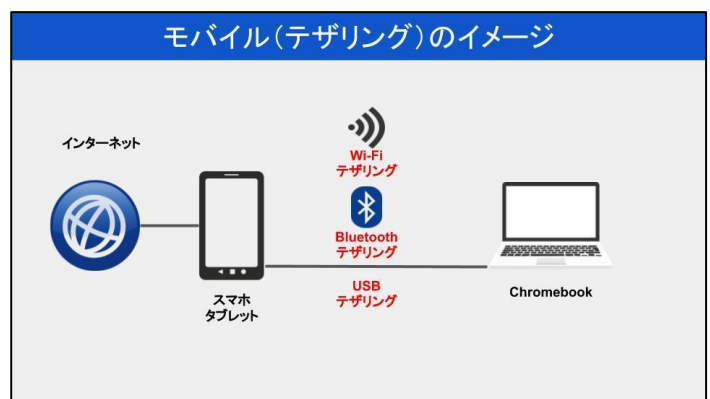 モバイル(テザリング)のイメージ
インターネット
Wi-Fi
テザリング
Bluetooth
テザリング
USB
テザリング
スマホ
タブレット
Chromebook